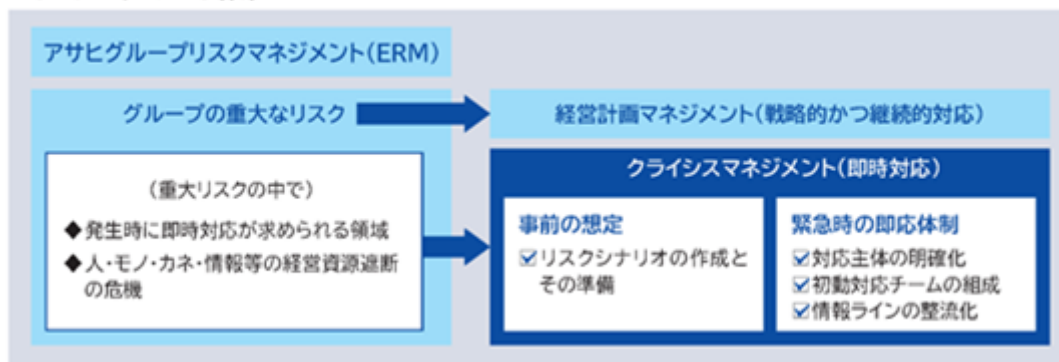 アサヒグループリスクマネジメント(ERM)
グループの重大なリスク
(重大リスクの中で)
◆発生時に即時対応が求められる領域
◆人・モノ・カネ・情報等の経営資源遮断
の危機
経営計画マネジメント(戦略的かつ継続的対応)
クライシスマネジメント(即時対応)
事前の想定
☑リスクシナリオの作成と
その準備
緊急時の即応体制
☑対応主体の明確化
☑初動対応チームの組成
☑情報ラインの整流化